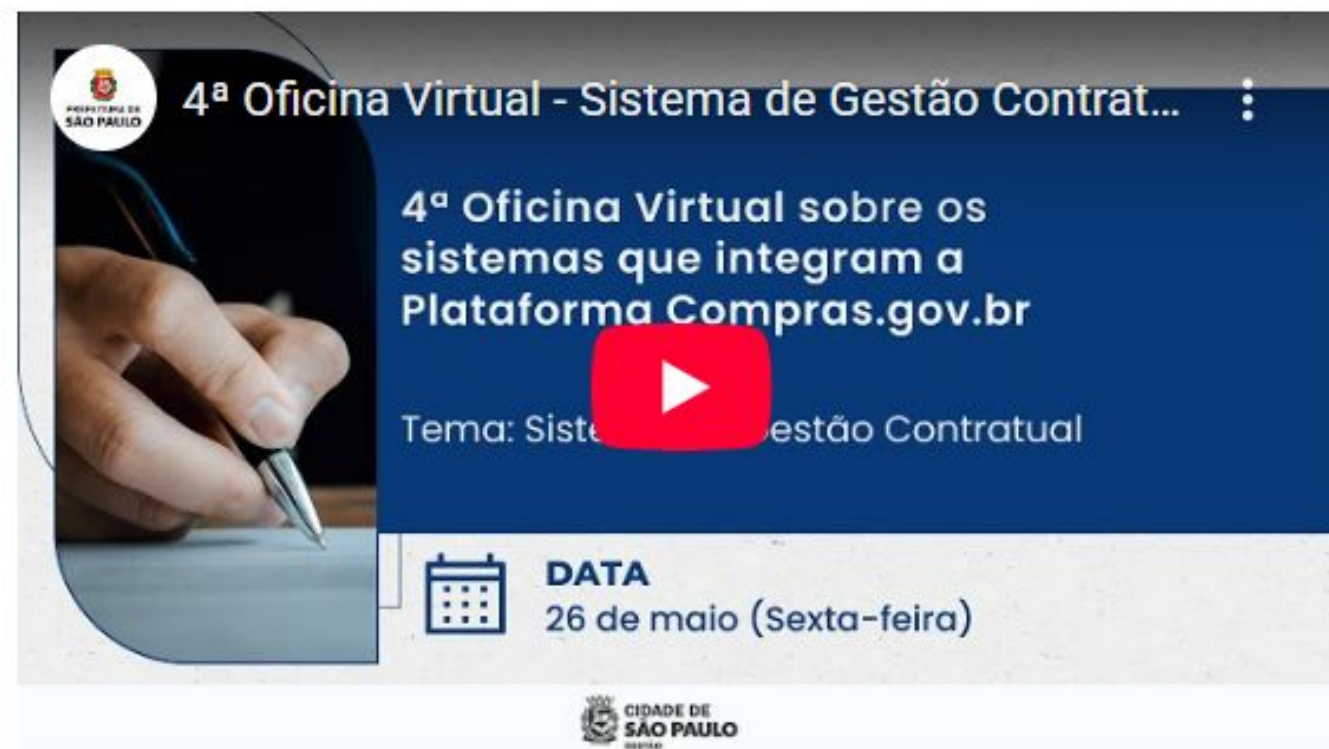 PREFEITURA DE
SÃO PAULO
4ª Oficina Virtual - Sistema de Gestão Contrat...
4ª Oficina Virtual sobre os
sistemas que integram a
Plataforma Compras.gov.br
Tema: Siste estão Contratual
DATA
26 de maio (Sexta-feira)
CIDADE DE
SÃO PAULO
GESTÃO